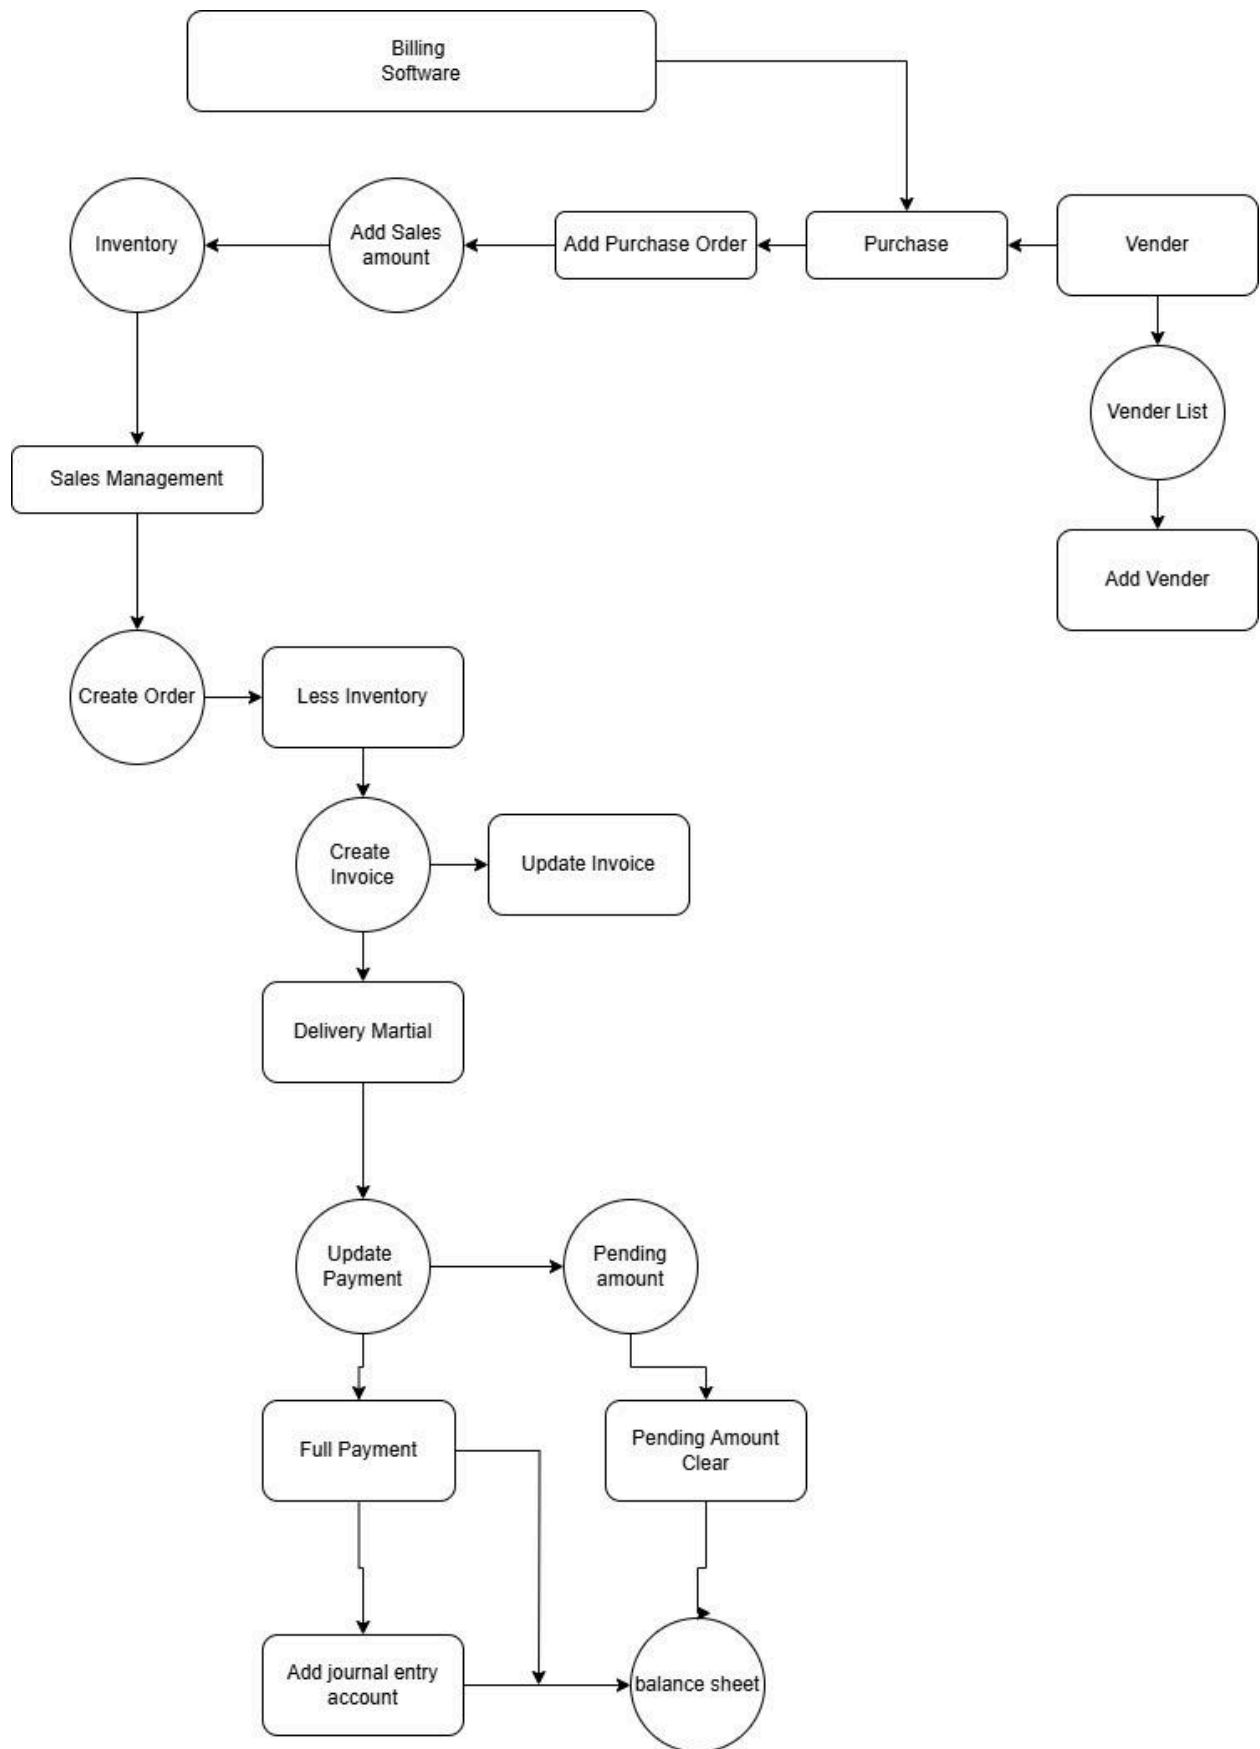 Billing
Software
Inventory
Add Sales
amount
Add Purchase Order
Purchase
Vender
Vender List
Sales Management
Add Vender
Create Order
Less Inventory
Create
Invoice
Update Invoice
Delivery Martial
Update
Payment
Pending
amount
Full Payment
Pending Amount
Clear
Add journal entry
account
balance sheet